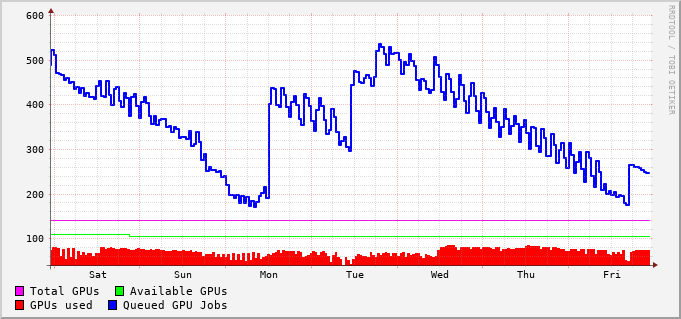 600
500
400
300
200
100
Sat Sun Mon Tue Wed Thu Fri
Total GPUs Available GPUs
GPUs used Queued GPU Jobs
RRDTOOL / TOBI OETIKER